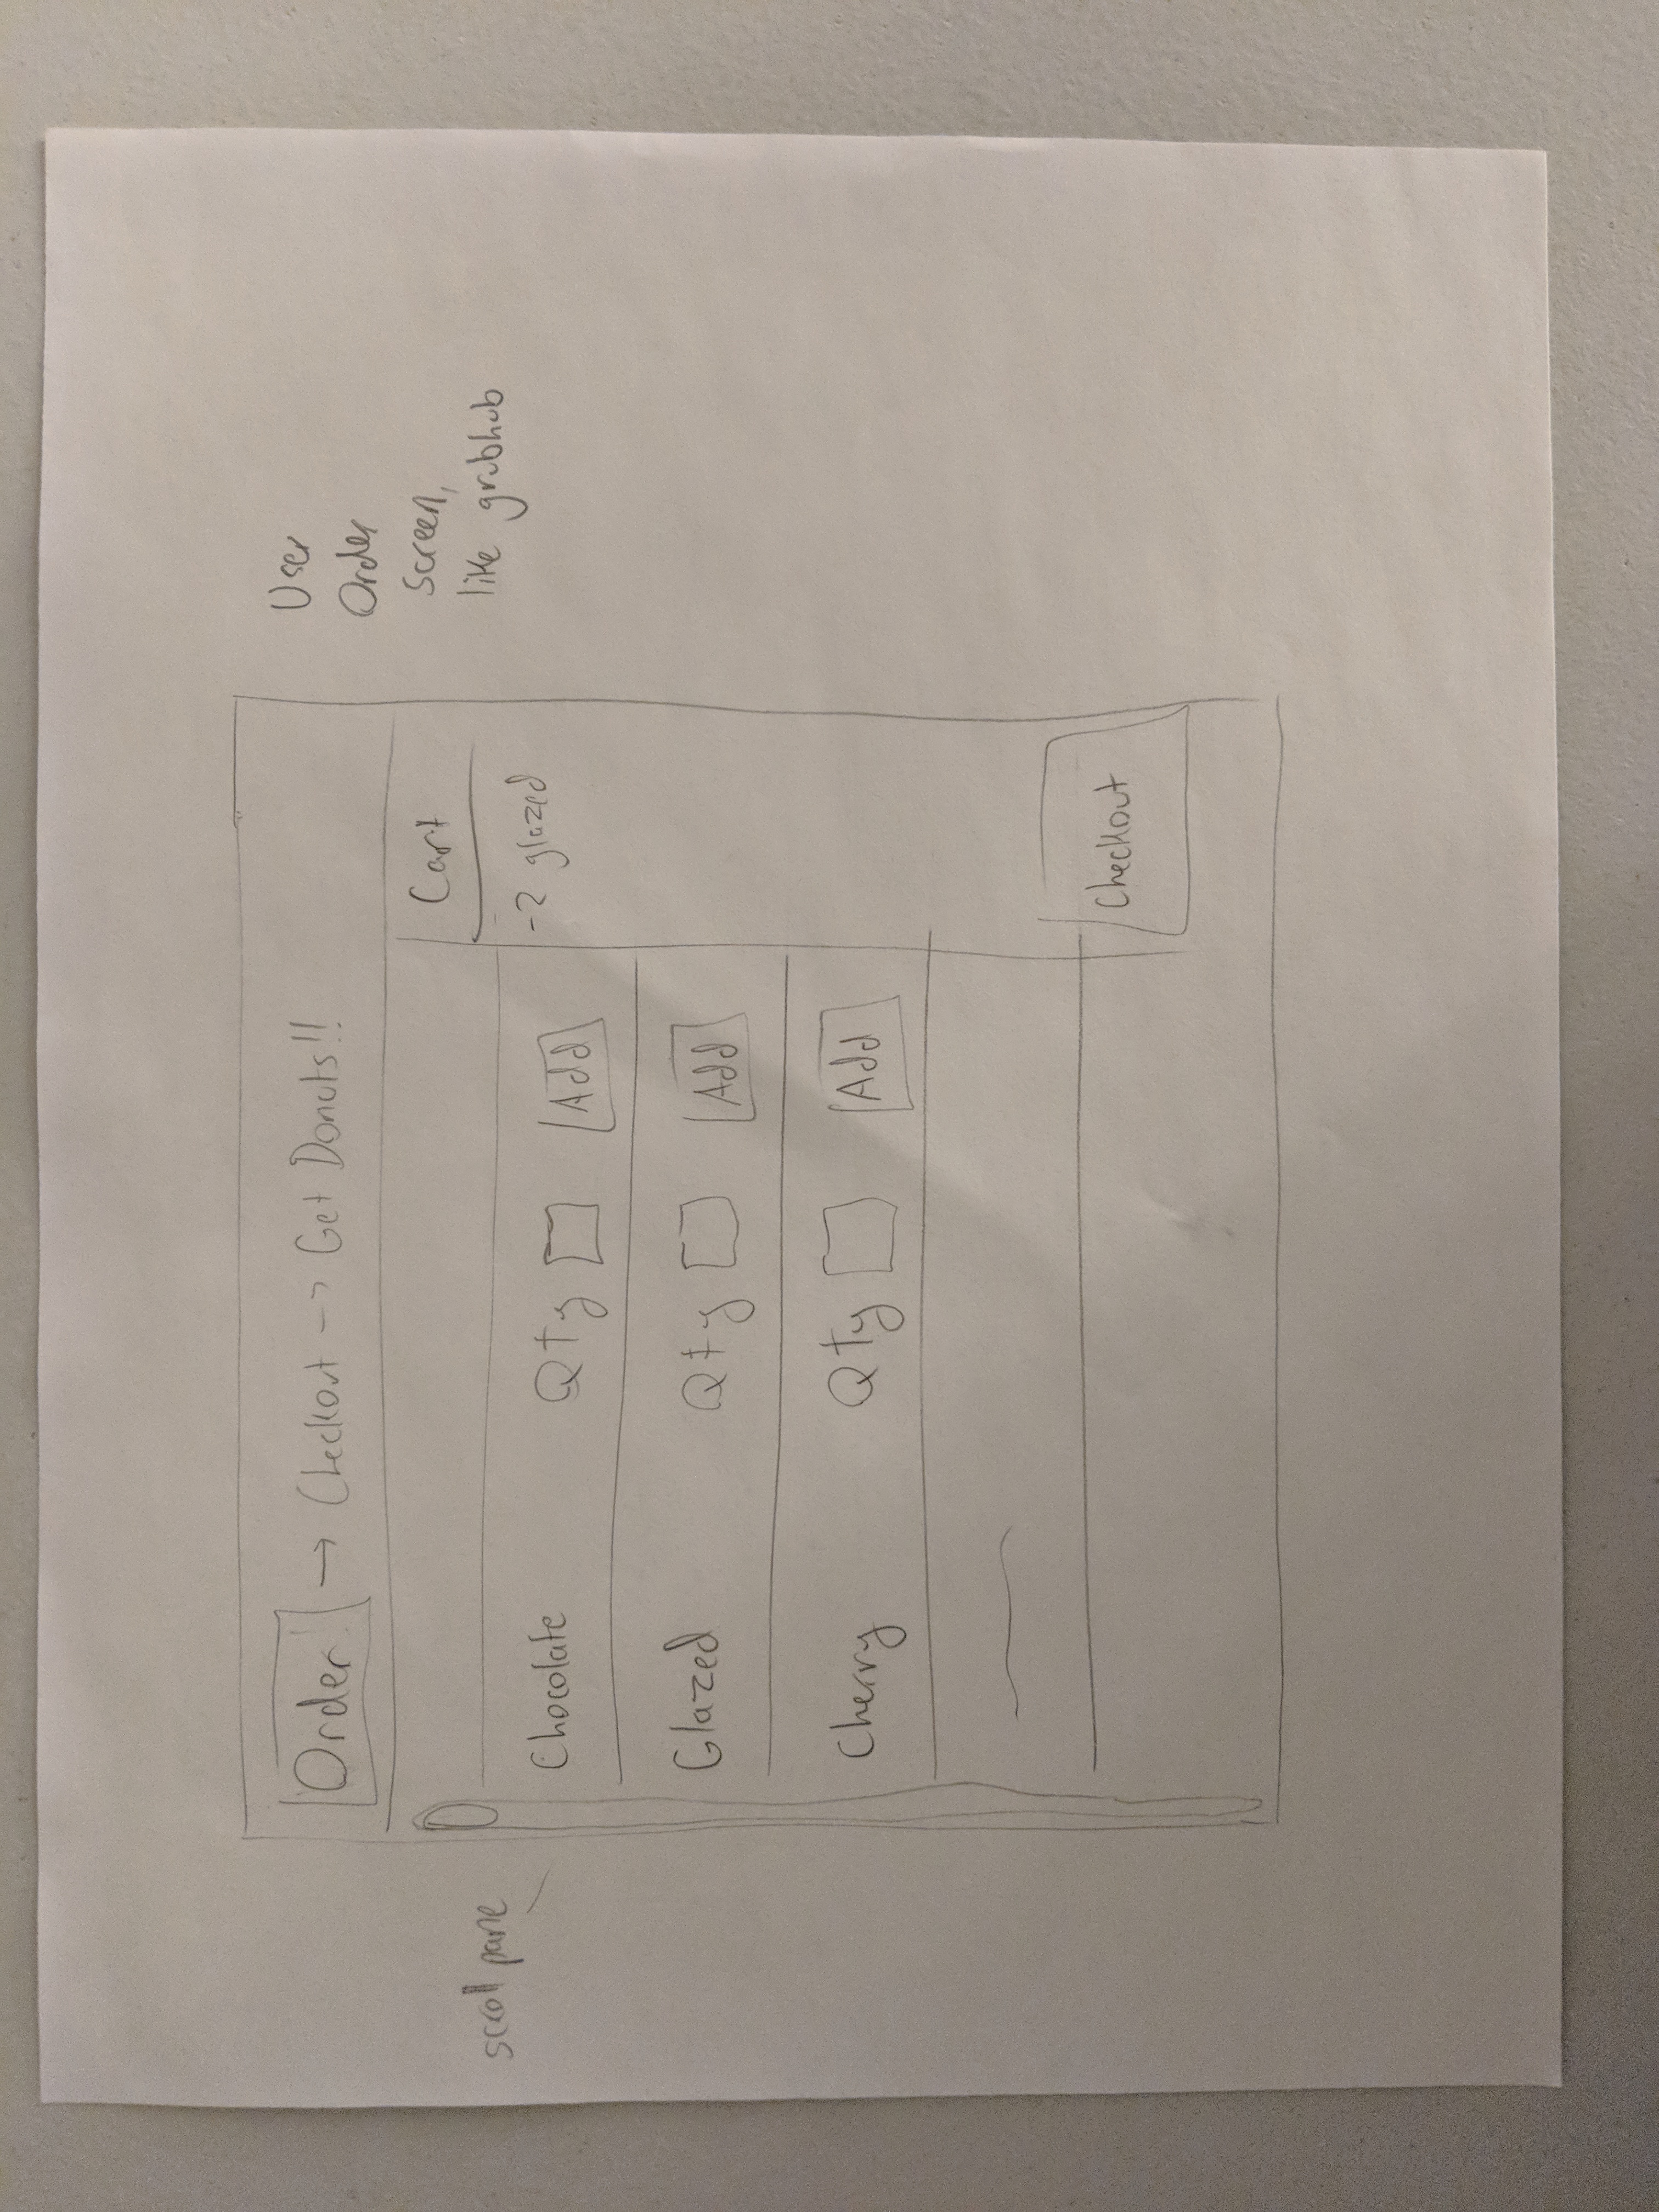 User
Order
Screen,
like grubhub
Order → Checkout → Get Donuts!!
Cart
-2 glazed
Chocolate Qty Add
Glazed Qty Add
Cherry Qty Add
Checkout
scroll pane